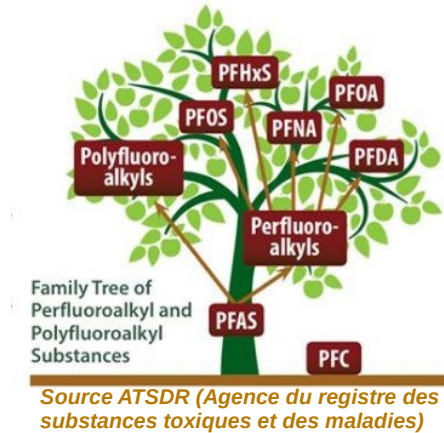 PFHxS
PFOA
PFOS
PFNA
Polyfluoro-
alkyls
PFDA
Perfluoro-
alkyls
Family Tree of
Perfluoroalkyl and
Polyfluoroalkyl
Substances
PFAS
PFC
Source ATSDR (Agence du registre des
substances toxiques et des maladies)